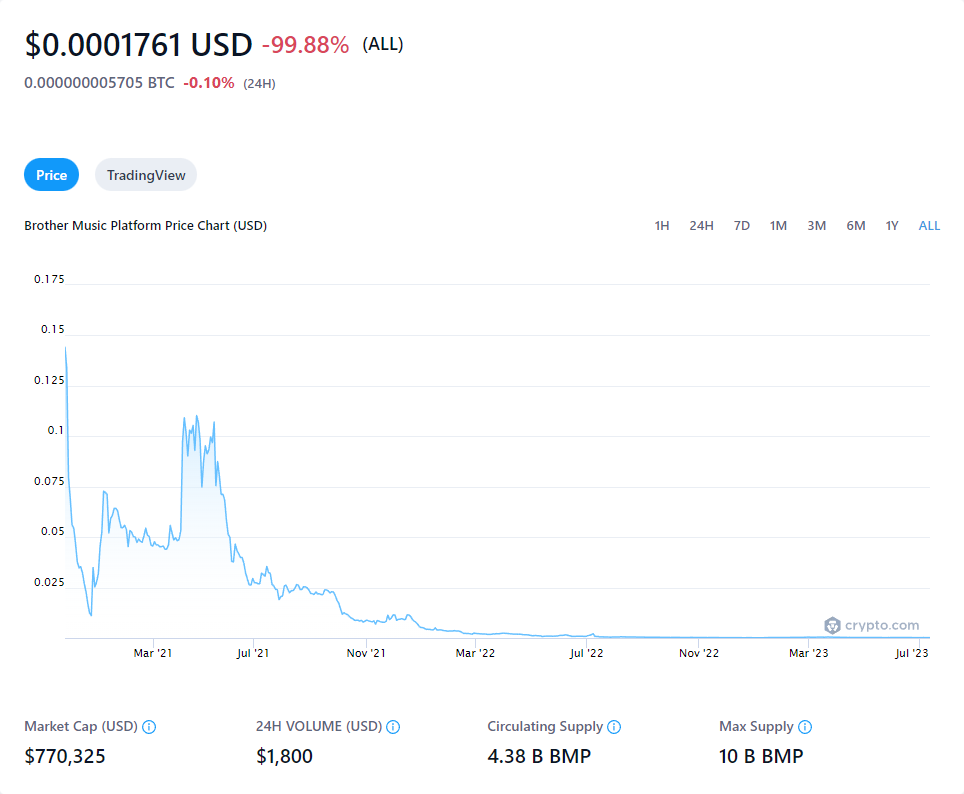 $0.0001761 USD -99.88% (ALL)
0.000000005705 BTC -0.10% (24H)
Price TradingView
Brother Music Platform Price Chart (USD) 1H 24H 7D 1M 3M 6M 1Y ALL
0.175
0.15
0.125
0.1
0.075
0.05
0.025
crypto.com
Mar '21 Jul '21 Nov '21 Mar '22 Jul '22 Nov '22 Mar '23 Jul '23
Market Cap (USD) 24H VOLUME (USD) Circulating Supply Max Supply
$770,325 $1,800 4.38 B BMP 10 B BMP